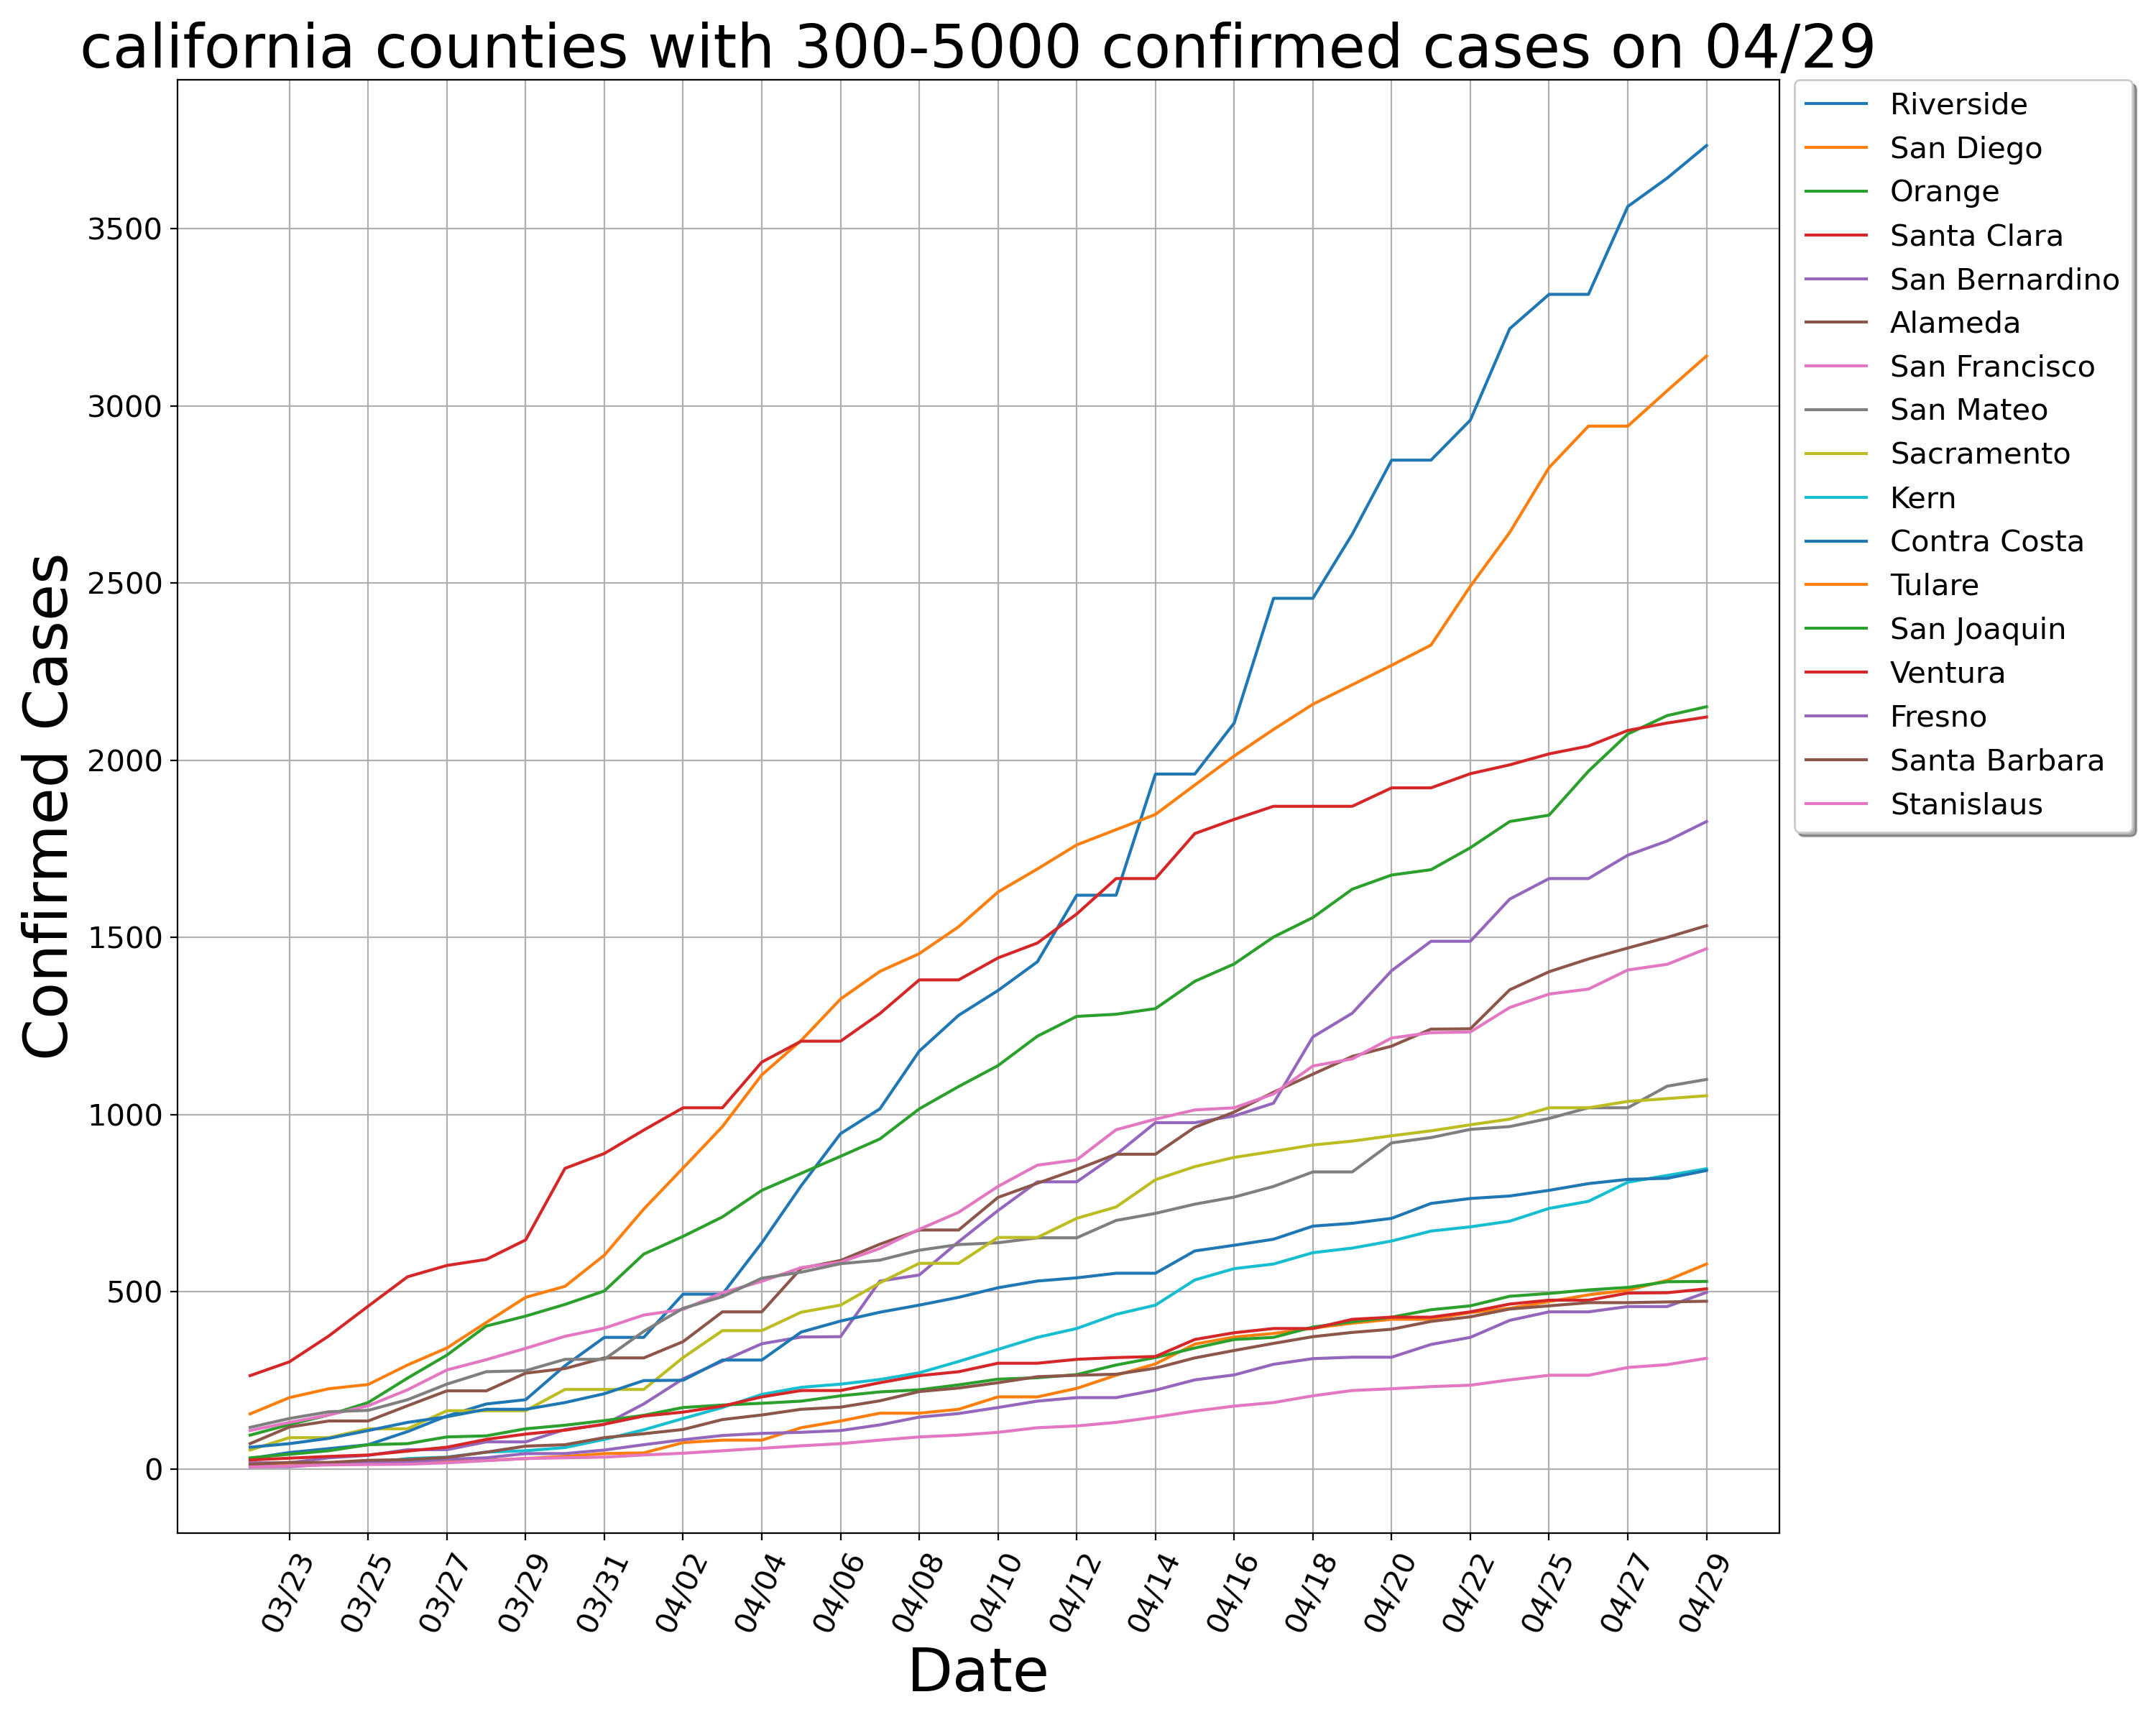 california counties with 300-5000 confirmed cases on 04/29
Riverside
San Diego
Orange
Santa Clara
San Bernardino
Alameda
San Francisco
San Mateo
Sacramento
Kern
Contra Costa
Tulare
San Joaquin
Ventura
Fresno
Santa Barbara
Stanislaus
Confirmed Cases
3500
3000
2500
2000
1500
1000
500
0
03/23 03/25 03/27 03/29 03/31 04/02 04/04 04/06 04/08 04/10 04/12 04/14 04/16 04/18 04/20 04/22 04/25 04/27 04/29
Date